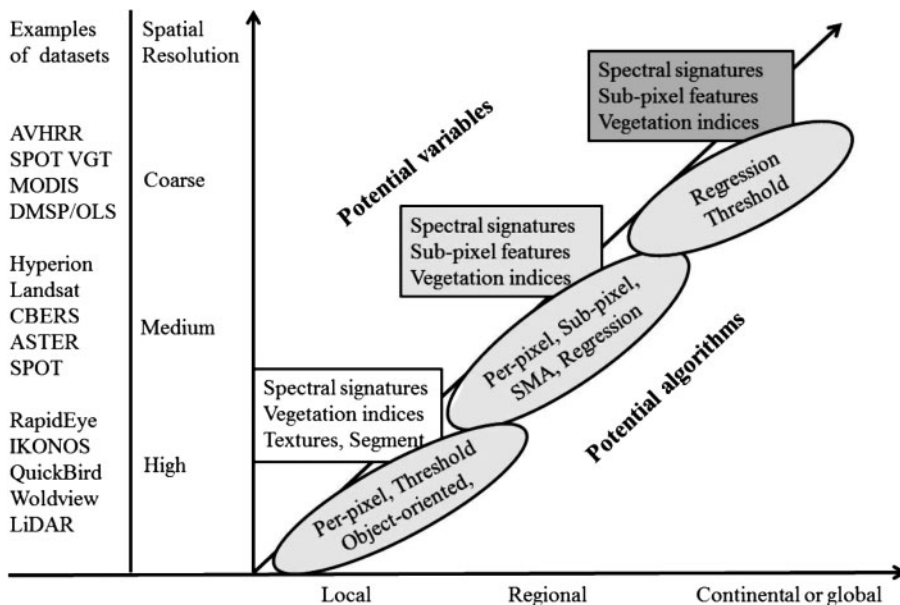 Examples
of datasets
Spatial
Resolution
AVHRR
SPOT VGT
MODIS
DMSP/OLS
Coarse
Hyperion
Landsat
CBERS
ASTER
SPOT
Medium
RapidEye
IKONOS
QuickBird
Woldview
LiDAR
High
Potential variables
Spectral signatures
Sub-pixel features
Vegetation indices
Regression
Threshold
Spectral signatures
Sub-pixel features
Vegetation indices
Per-pixel, Sub-pixel,
SMA, Regression
Spectral signatures
Vegetation indices
Textures, Segment
Per-pixel, Threshold
Object-oriented,
Potential algorithms
Local
Regional
Continental or global